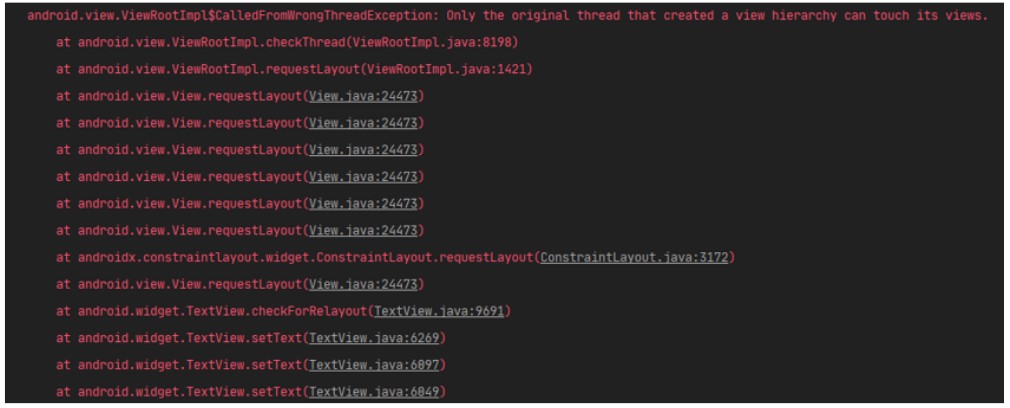 android.view.ViewRootImpl$CalledFromWrongThreadException: Only the original thread that created a view hierarchy can touch its views.
at android.view.ViewRootImpl.checkThread(ViewRootImpl.java:8198)
at android.view.ViewRootImpl.requestLayout(ViewRootImpl.java:1421)
at android.view.View.requestLayout(View.java:24473)
at android.view.View.requestLayout(View.java:24473)
at android.view.View.requestLayout(View.java:24473)
at android.view.View.requestLayout(View.java:24473)
at android.view.View.requestLayout(View.java:24473)
at android.view.View.requestLayout(View.java:24473)
at androidx.constraintlayout.widget.ConstraintLayout.requestLayout(ConstraintLayout.java:3172)
at android.view.View.requestLayout(View.java:24473)
at android.widget.TextView.checkForRelayout(TextView.java:9691)
at android.widget.TextView.setText(TextView.java:6269)
at android.widget.TextView.setText(TextView.java:6097)
at android.widget.TextView.setText(TextView.java:6049)